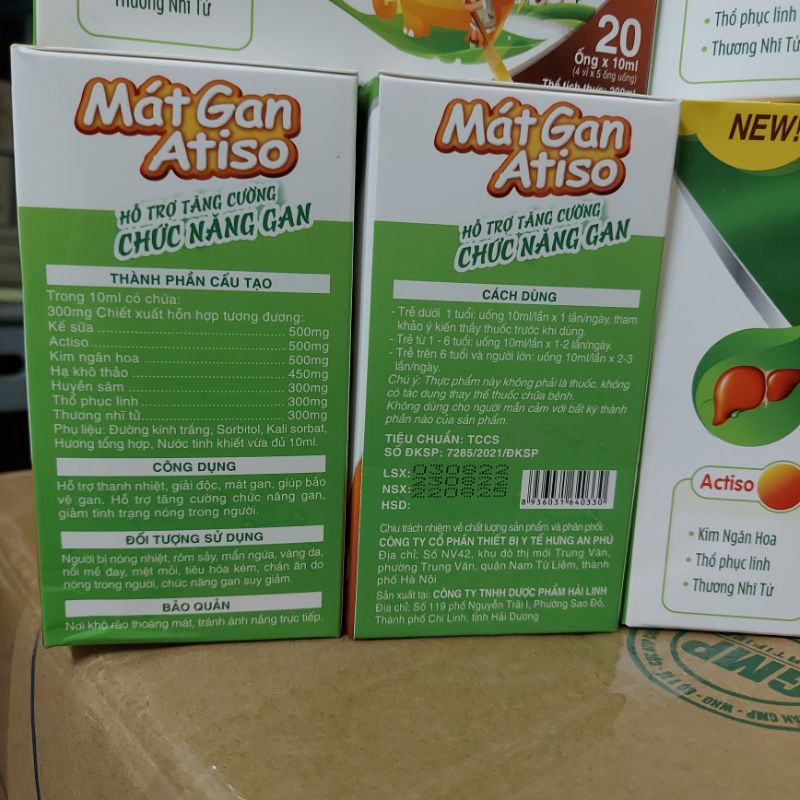 Thương Nhĩ Tử
20
Ống x 10ml
(4 vỉ x 5 ống uống)
Thổ phục linh
• Thương Nhĩ Tử
Mát Gan
Atiso
HỖ TRỢ TĂNG CƯỜNG
CHỨC NĂNG GAN
THÀNH PHẦN CẤU TẠO
Trong 10ml có chứa:
300mg Chiết xuất hỗn hợp tương đương:
Kế sữa 500mg
Actiso 500mg
Kim ngân hoa 500mg
Hạ khô thảo 450mg
Huyền sâm 300mg
Thổ phục linh 300mg
Thương nhĩ tử 300mg
Phụ liệu: Đường kính trắng, Sorbitol, Kali sorbat,
Hương tổng hợp, Nước tinh khiết vừa đủ 10ml.
CÔNG DỤNG
Hỗ trợ thanh nhiệt, giải độc, mát gan, giúp bảo
vệ gan. Hỗ trợ tăng cường chức năng gan,
giảm tình trạng nóng trong người.
ĐỐI TƯỢNG SỬ DỤNG
Người bị nóng nhiệt, rôm sảy, mẩn ngứa, vàng da,
nổi mề đay, mệt mỏi, tiêu hóa kém, chán ăn do
nóng trong người, chức năng gan suy giảm.
BẢO QUẢN
Nơi khô ráo thoáng mát, tránh ánh nắng trực tiếp.
Mát Gan
Atiso
HỖ TRỢ TĂNG CƯỜNG
CHỨC NĂNG GAN
CÁCH DÙNG
- Trẻ dưới 1 tuổi: uống 10ml/lần x 1 lần/ngày, tham
khảo ý kiến thầy thuốc trước khi dùng.
- Trẻ từ 1 - 6 tuổi: uống 10ml/lần x 1-2 lần/ngày.
- Trẻ trên 6 tuổi và người lớn: uống 10ml/lần x 2-3
lần/ngày.
Chú ý: Thực phẩm này không phải là thuốc, không
có tác dụng thay thế thuốc chữa bệnh.
Không dùng cho người mẫn cảm với bất kỳ thành
phần nào của sản phẩm.
TIÊU CHUẨN: TCCS
SỐ ĐKSP: 7285/2021/ĐKSP
LSX: 030822
NSX: 230822
HSD: 220825
8 936031 640330
Chịu trách nhiệm về chất lượng sản phẩm và phân phối:
CÔNG TY CỔ PHẦN THIẾT BỊ Y TẾ HƯNG AN PHÚ
Địa chỉ: Số NV42, khu đô thị mới Trung Văn,
phường Trung Văn, quận Nam Từ Liêm, thành
phố Hà Nội
Sản xuất tại: CÔNG TY TNHH DƯỢC PHẨM HẢI LINH
Địa chỉ: Số 119 phố Nguyễn Trãi I, Phường Sao Đỏ,
Thành phố Chí Linh, tỉnh Hải Dương
NEW!
Actiso
• Kim Ngân Hoa
• Thổ phục linh
• Thương Nhĩ Tử
GMP